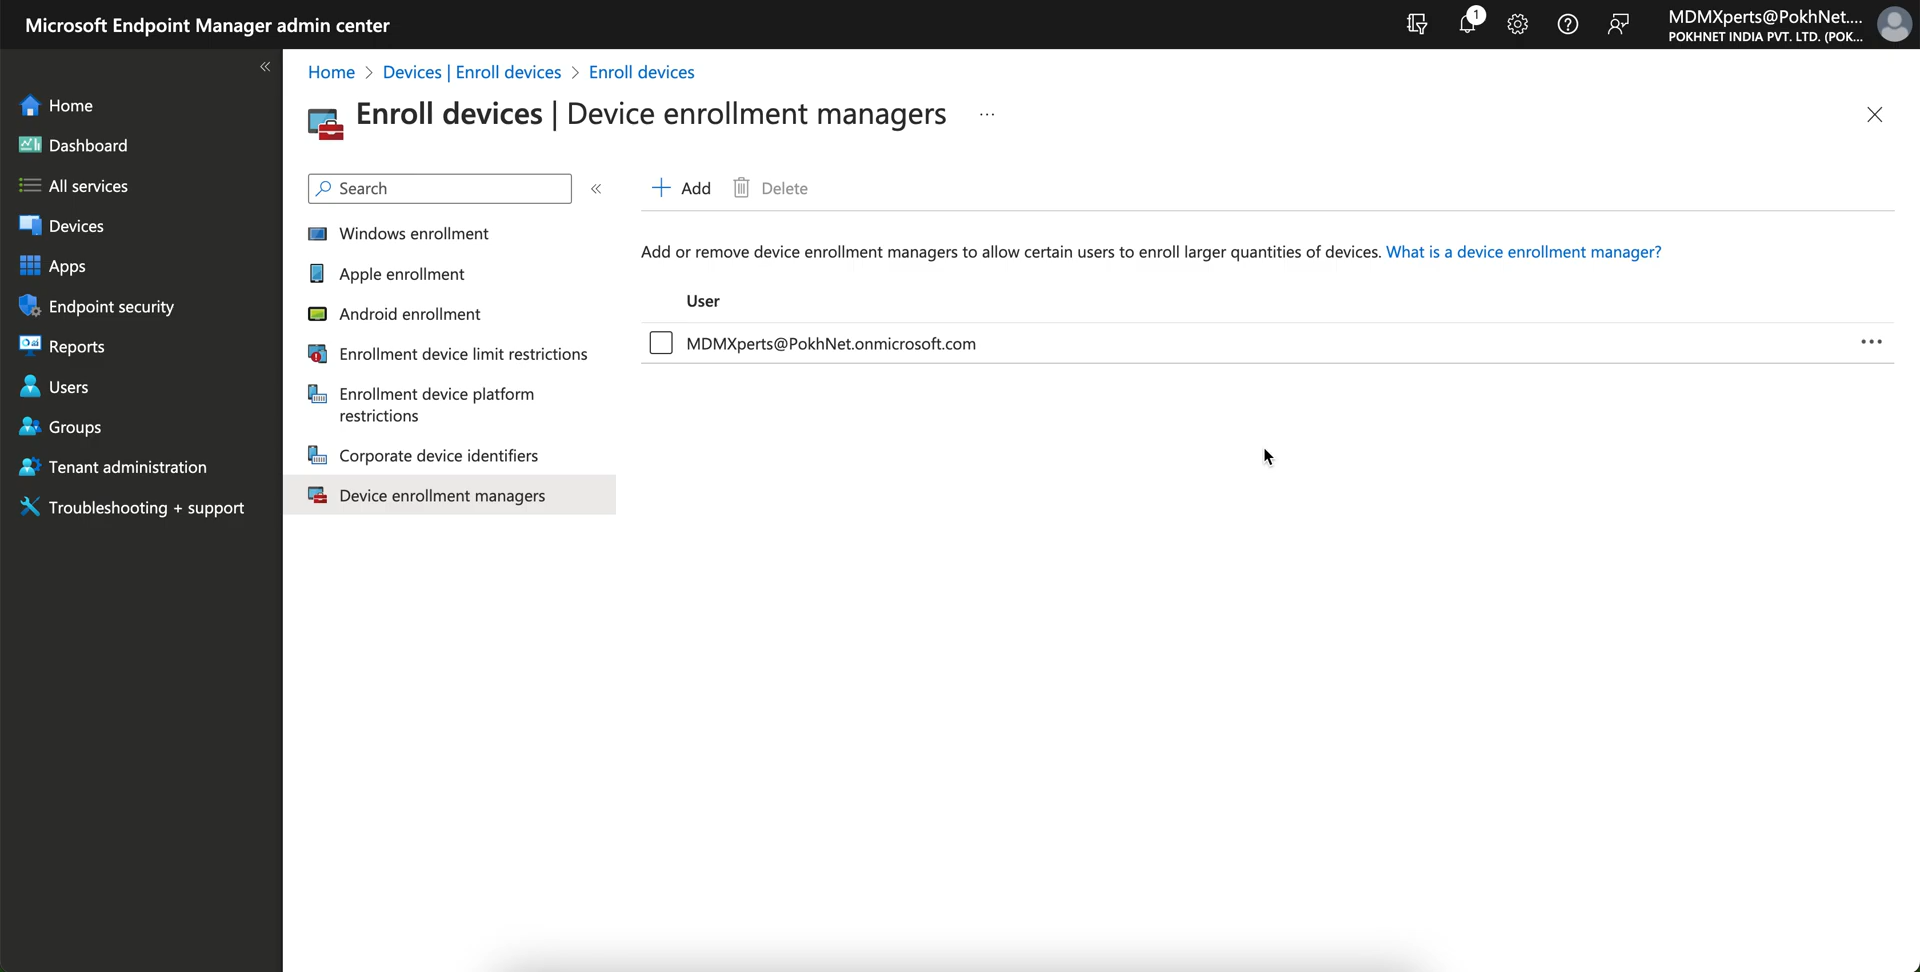 Microsoft Endpoint Manager admin center
1
MDMXperts@PokhNet....
POKHNET INDIA PVT. LTD. (POK...
«
Home
Dashboard
All services
Devices
Apps
Endpoint security
Reports
Users
Groups
Tenant administration
Troubleshooting + support
Home > Devices | Enroll devices > Enroll devices
Enroll devices | Device enrollment managers ...
Search
«
Windows enrollment
Apple enrollment
Android enrollment
Enrollment device limit restrictions
Enrollment device platform
restrictions
Corporate device identifiers
Device enrollment managers
Add Delete
Add or remove device enrollment managers to allow certain users to enroll larger quantities of devices. What is a device enrollment manager?
User
MDMXperts@PokhNet.onmicrosoft.com ...